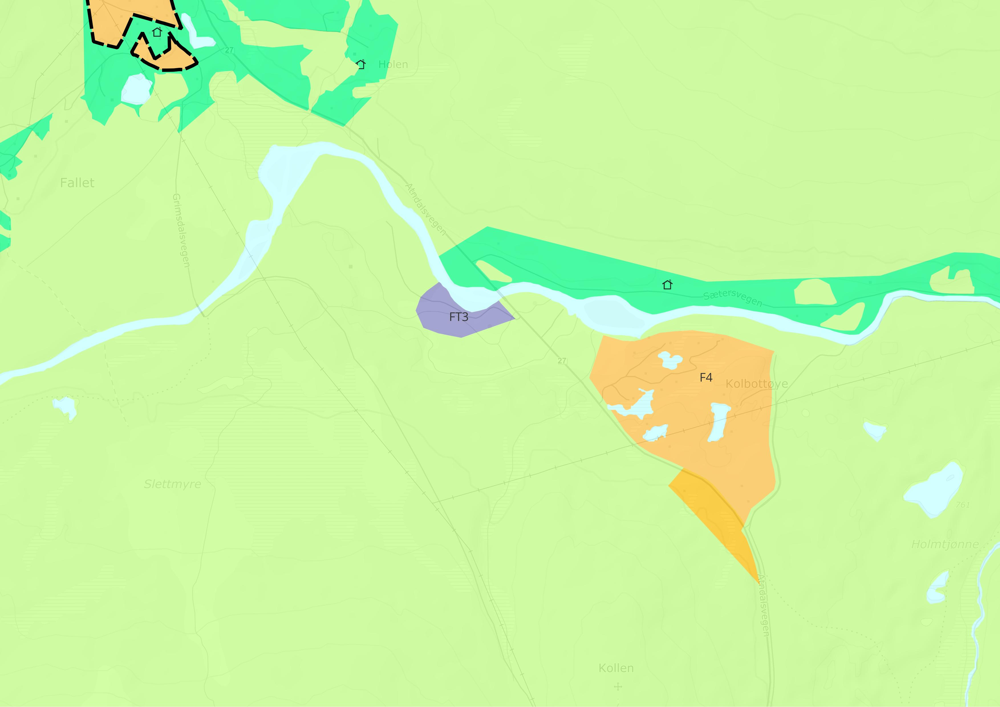 27
Holen
Fallet
Atndalsvegen
Grimsdalsvegen
Sætersvegen
FT3
27
F4
Kolbottøye
Slettmyre
761
Holmtjønne
Atndalsvegen
Kollen